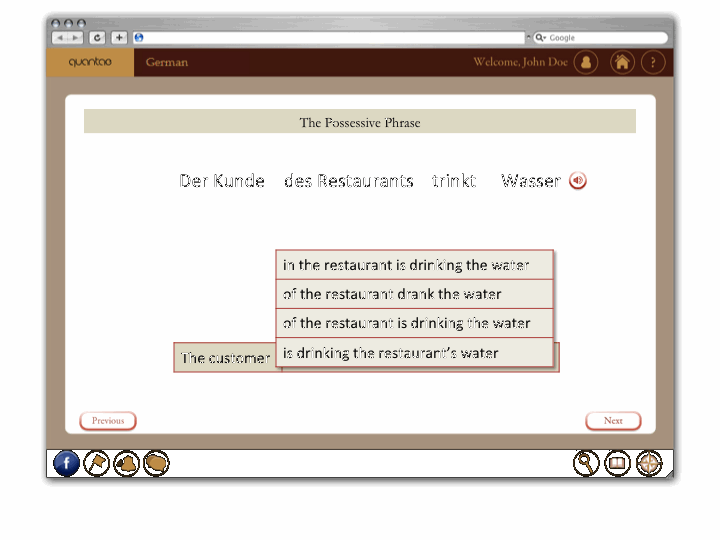 Google
quantao German Welcome, John Doe ?
The Possessive Phrase
Der Kunde des Restaurants trinkt Wasser
in the restaurant is drinking the water
of the restaurant drank the water
of the restaurant is drinking the water
The customer is drinking the restaurant's water
Previous Next
f